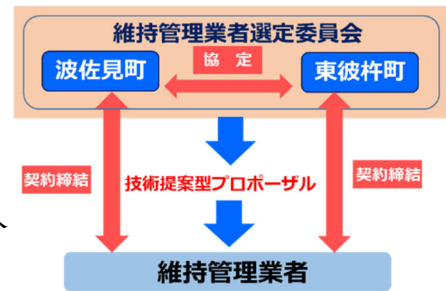 維持管理業者選定委員会
波佐見町
協 定
東彼杵町
契約締結
技術提案型プロポーザル
契約締結
維持管理業者